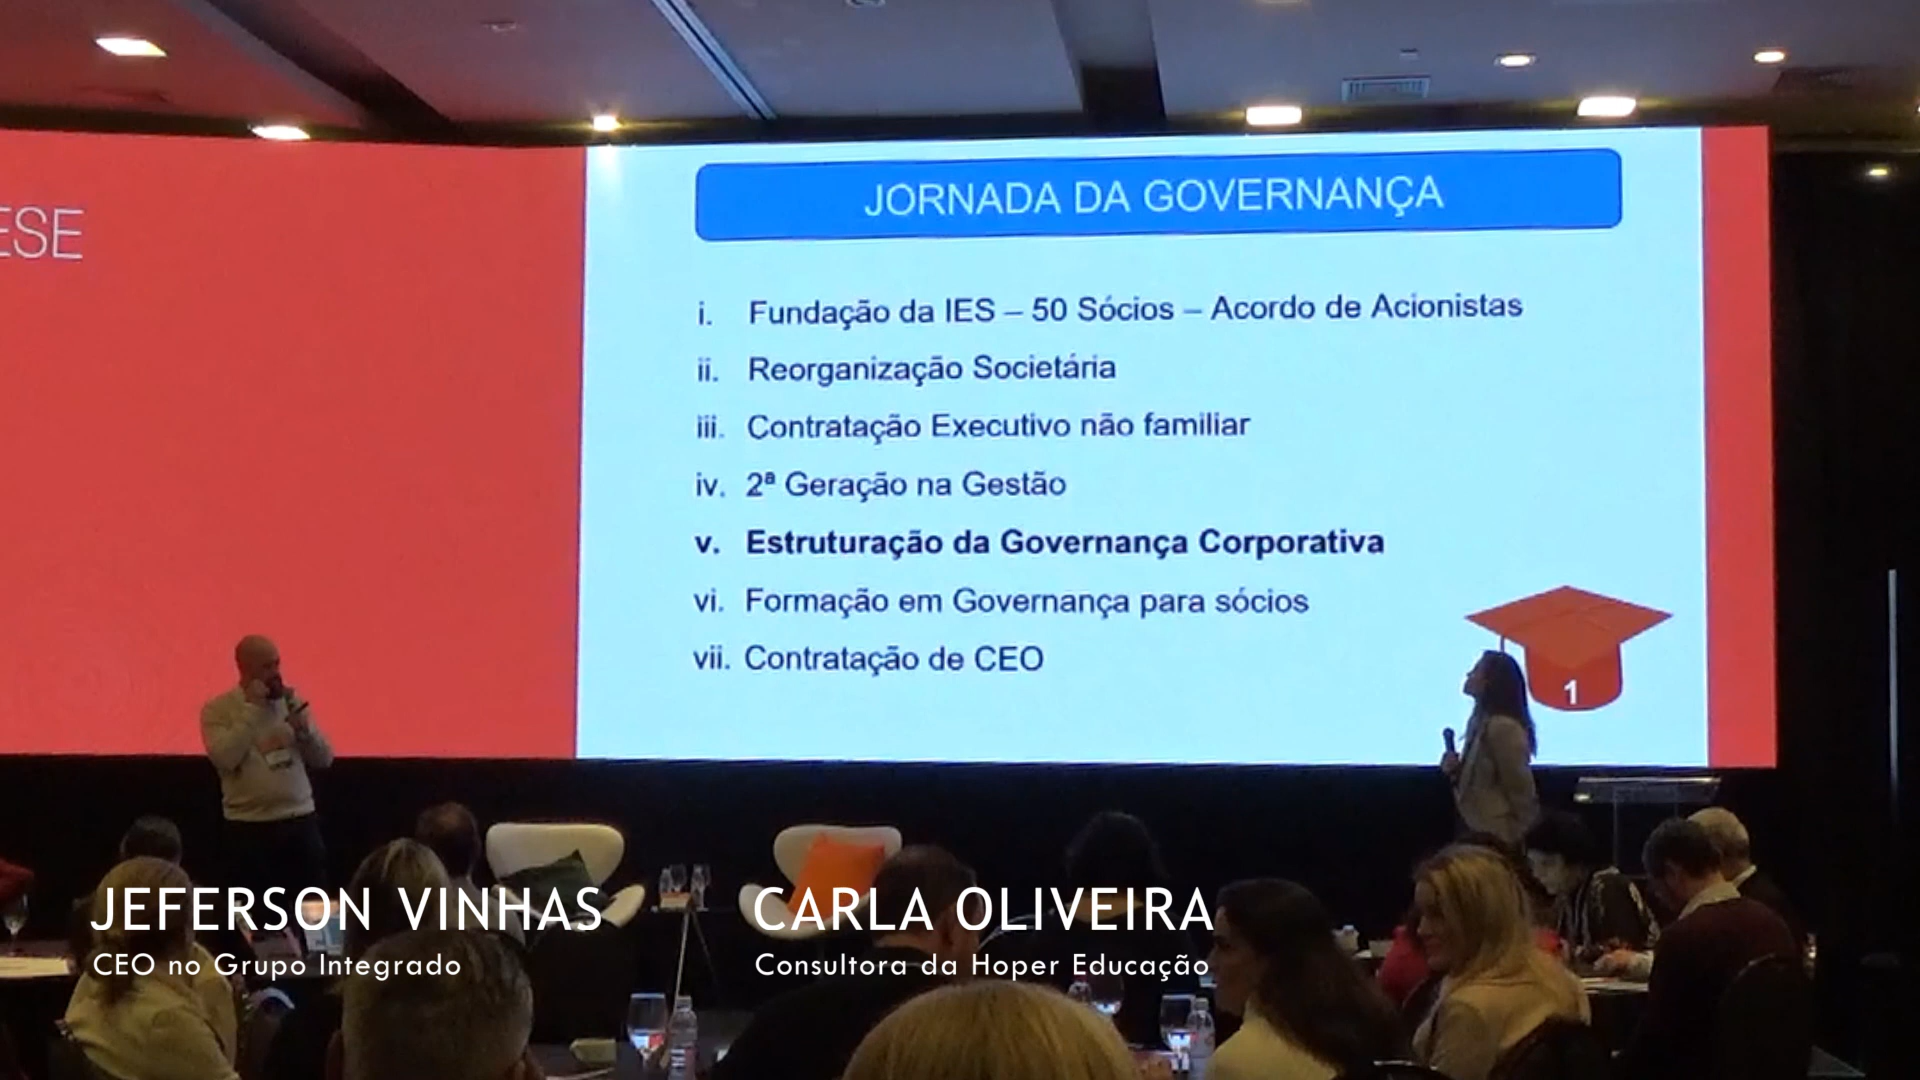 ESE
JORNADA DA GOVERNANÇA
i. Fundação da IES – 50 Sócios – Acordo de Acionistas
ii. Reorganização Societária
iii. Contratação Executivo não familiar
iv. 2ª Geração na Gestão
v. Estruturação da Governança Corporativa
vi. Formação em Governança para sócios
vii. Contratação de CEO
1
JEFERSON VINHAS
CEO no Grupo Integrado
CARLA OLIVEIRA
Consultora da Hoper Educação